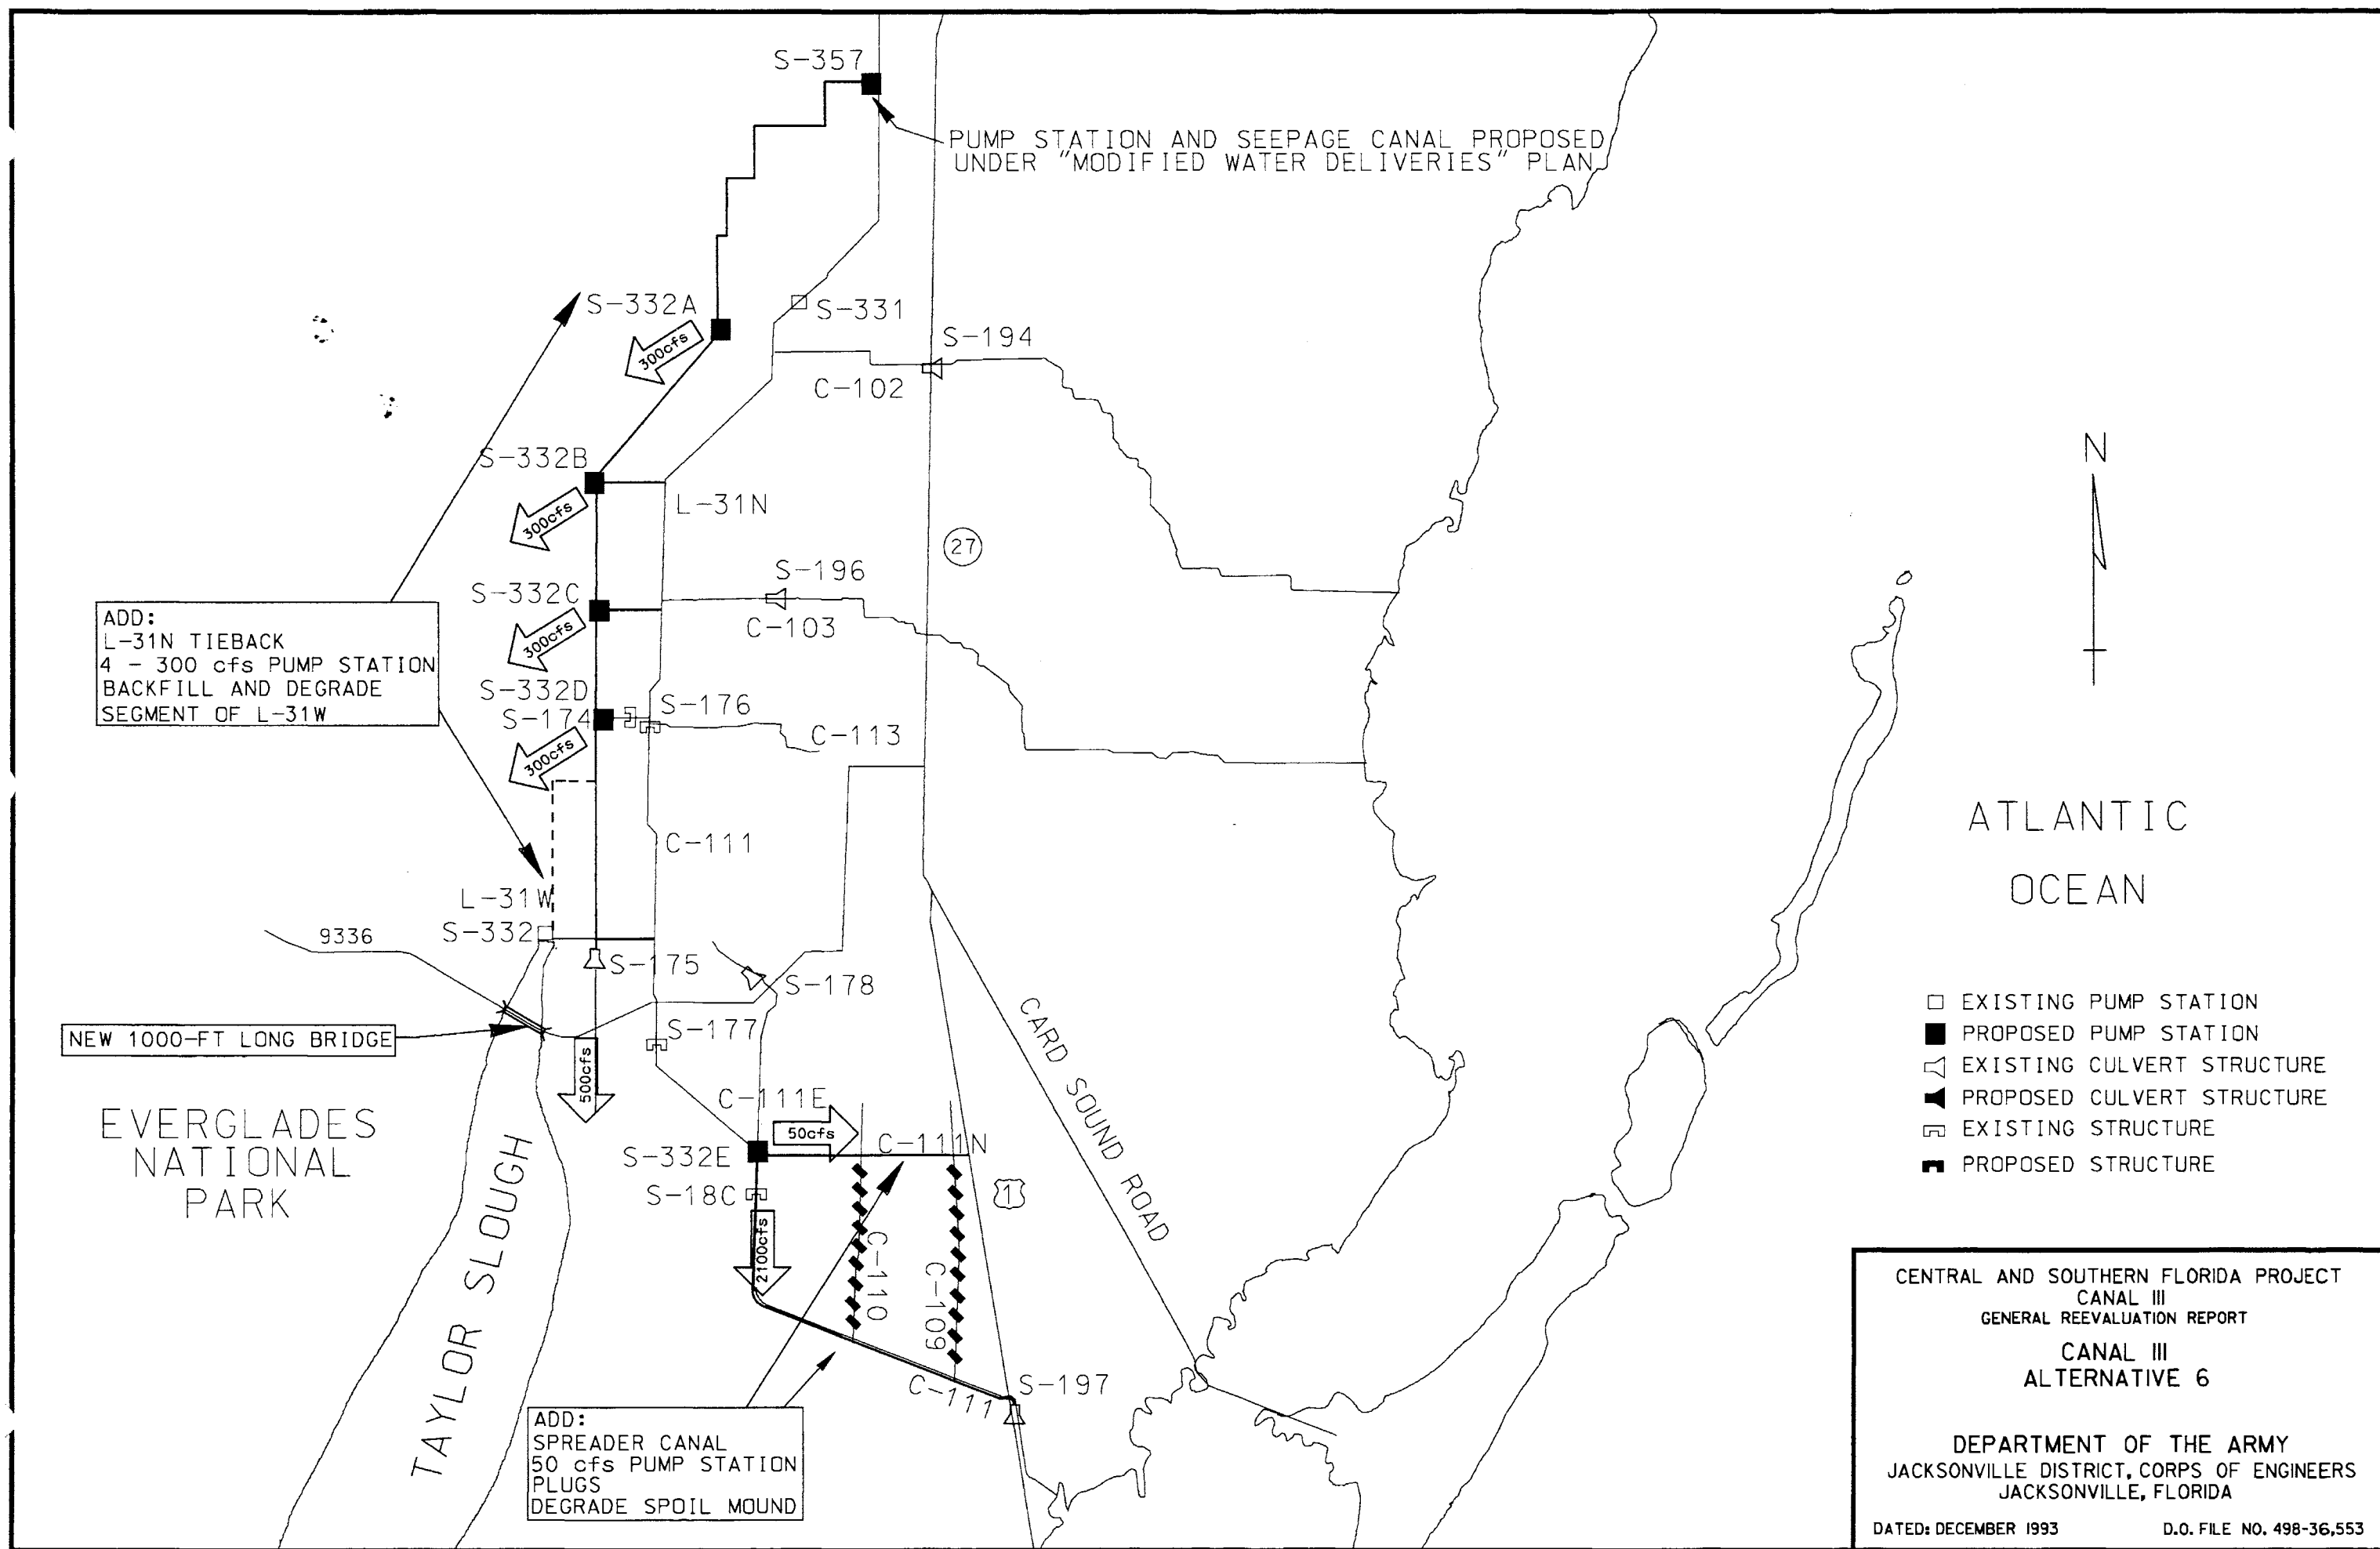 S-357
PUMP STATION AND SEEPAGE CANAL PROPOSED
UNDER "MODIFIED WATER DELIVERIES" PLAN
S-332A
S-331
300cfs
S-194
C-102
S-332B
L-31N
300cfs
27
S-196
S-332C
C-103
300cfs
ADD:
L-31N TIEBACK
4 - 300 cfs PUMP STATION
BACKFILL AND DEGRADE
SEGMENT OF L-31W
S-332D
S-174
S-176
C-113
300cfs
C-111
L-31W
S-332
9336
S-175
S-178
S-177
NEW 1000-FT LONG BRIDGE
500cfs
CARD SOUND ROAD
EVERGLADES
NATIONAL
PARK
TAYLOR SLOUGH
C-111E
50cfs
C-111N
S-332E
S-18C
1
2100cfs
C-110
C-109
C-111
S-197
ADD:
SPREADER CANAL
50 cfs PUMP STATION
PLUGS
DEGRADE SPOIL MOUND
N
ATLANTIC
OCEAN
EXISTING PUMP STATION
PROPOSED PUMP STATION
EXISTING CULVERT STRUCTURE
PROPOSED CULVERT STRUCTURE
EXISTING STRUCTURE
PROPOSED STRUCTURE
CENTRAL AND SOUTHERN FLORIDA PROJECT
CANAL III
GENERAL REEVALUATION REPORT
CANAL III
ALTERNATIVE 6
DEPARTMENT OF THE ARMY
JACKSONVILLE DISTRICT, CORPS OF ENGINEERS
JACKSONVILLE, FLORIDA
DATED: DECEMBER 1993
D.O. FILE NO. 498-36,553